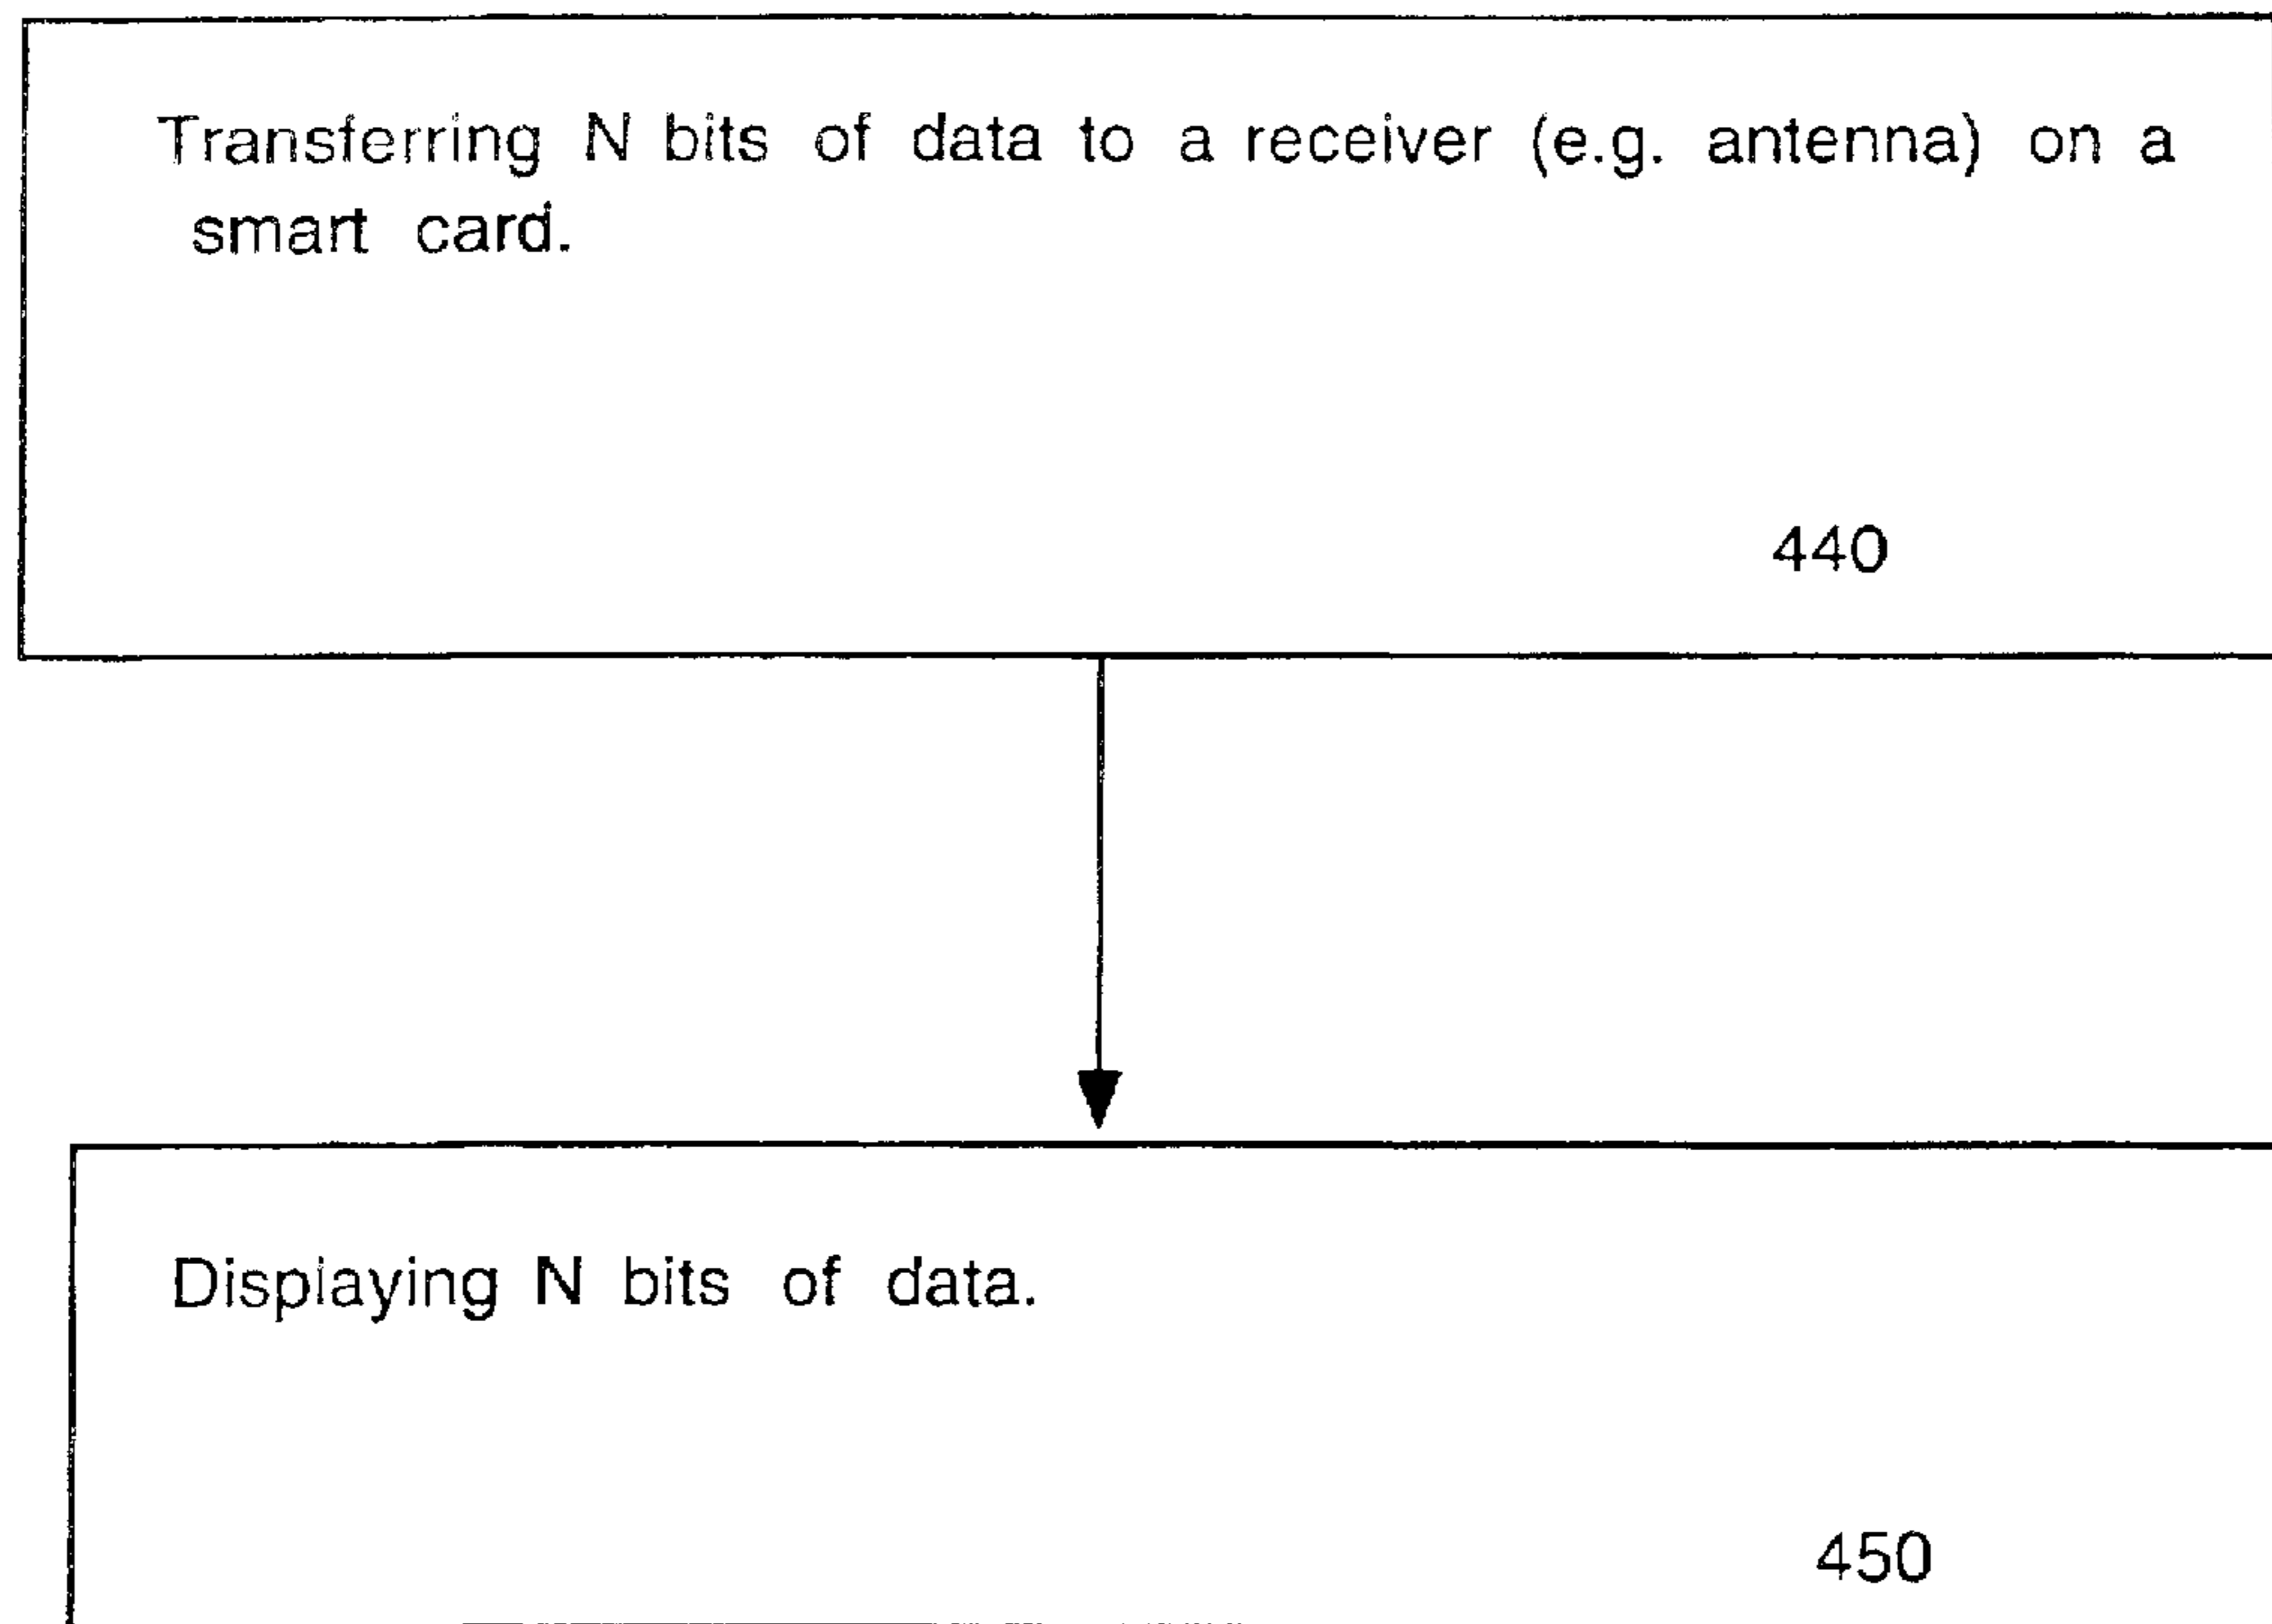 Transferring N bits of data to a receiver (e.g. antenna) on a
smart card.
440
Displaying N bits of data.
450